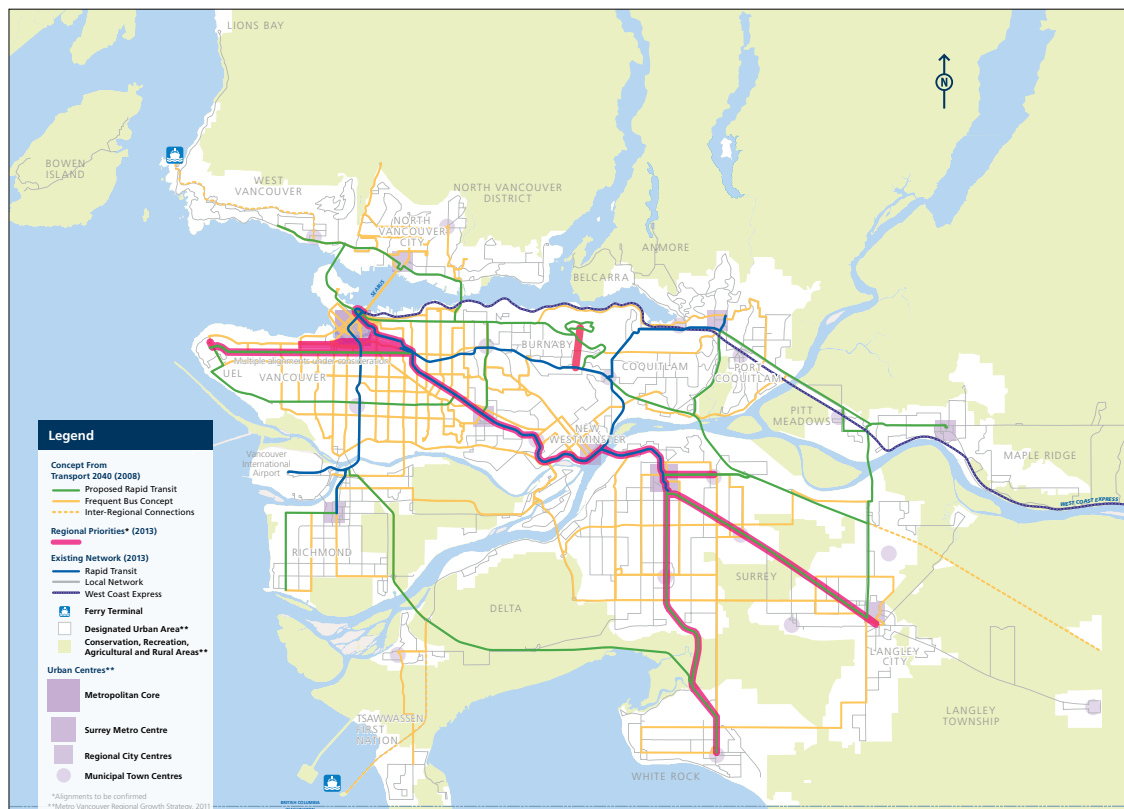 LIONS BAY
N
BOWEN
ISLAND
WEST
VANCOUVER
NORTH VANCOUVER
DISTRICT
NORTH
VANCOUVER
CITY
ANMORE
BELCARRA
SEABUS
BURNABY
Multiple alignments under consideration
UEL
VANCOUVER
COQUITLAM
PORT
COQUITLAM
PITT
MEADOWS
NEW
WESTMINSTER
MAPLE RIDGE
Vancouver
International
Airport
WEST COAST EXPRESS
RICHMOND
SURREY
DELTA
LANGLEY
CITY
LANGLEY
TOWNSHIP
TSAWWASSEN
FIRST
NATION
WHITE ROCK
BRITISH COLUMBIA
Legend
Concept From
Transport 2040 (2008)
Proposed Rapid Transit
Frequent Bus Concept
Inter-Regional Connections
Regional Priorities* (2013)
Existing Network (2013)
Rapid Transit
Local Network
West Coast Express
Ferry Terminal
Designated Urban Area**
Conservation, Recreation,
Agricultural and Rural Areas**
Urban Centres**
Metropolitan Core
Surrey Metro Centre
Regional City Centres
Municipal Town Centres
*Alignments to be confirmed
**Metro Vancouver Regional Growth Strategy, 2011